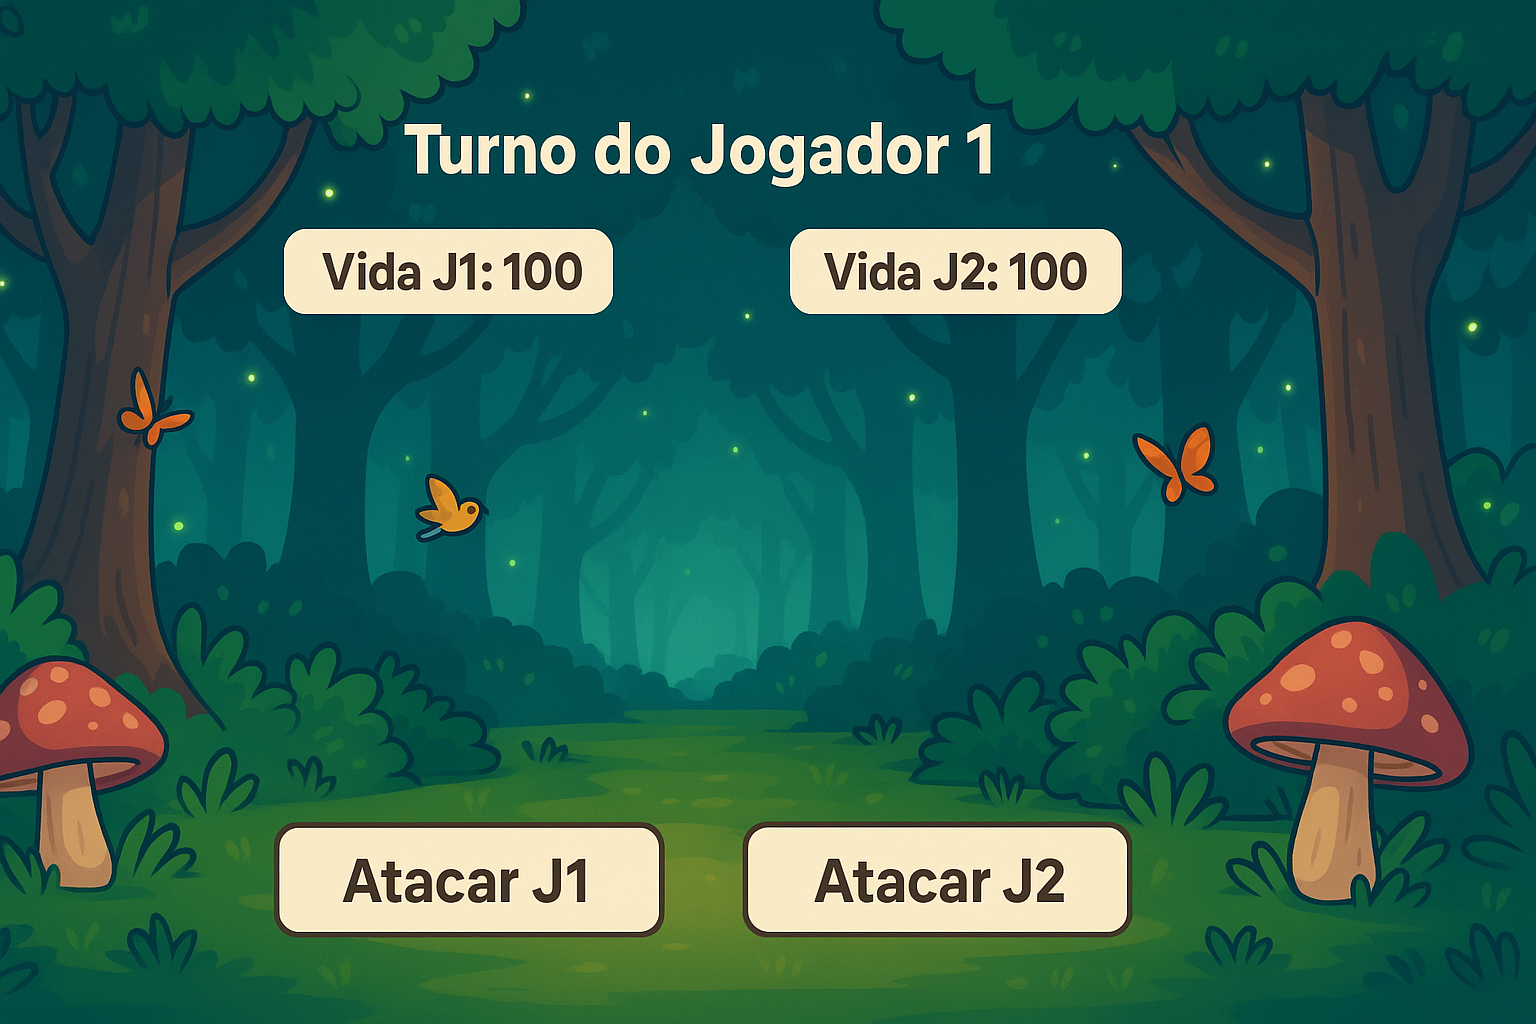 Turno do Jogador 1
Vida J1: 100
Vida J2: 100
Atacar J1
Atacar J2